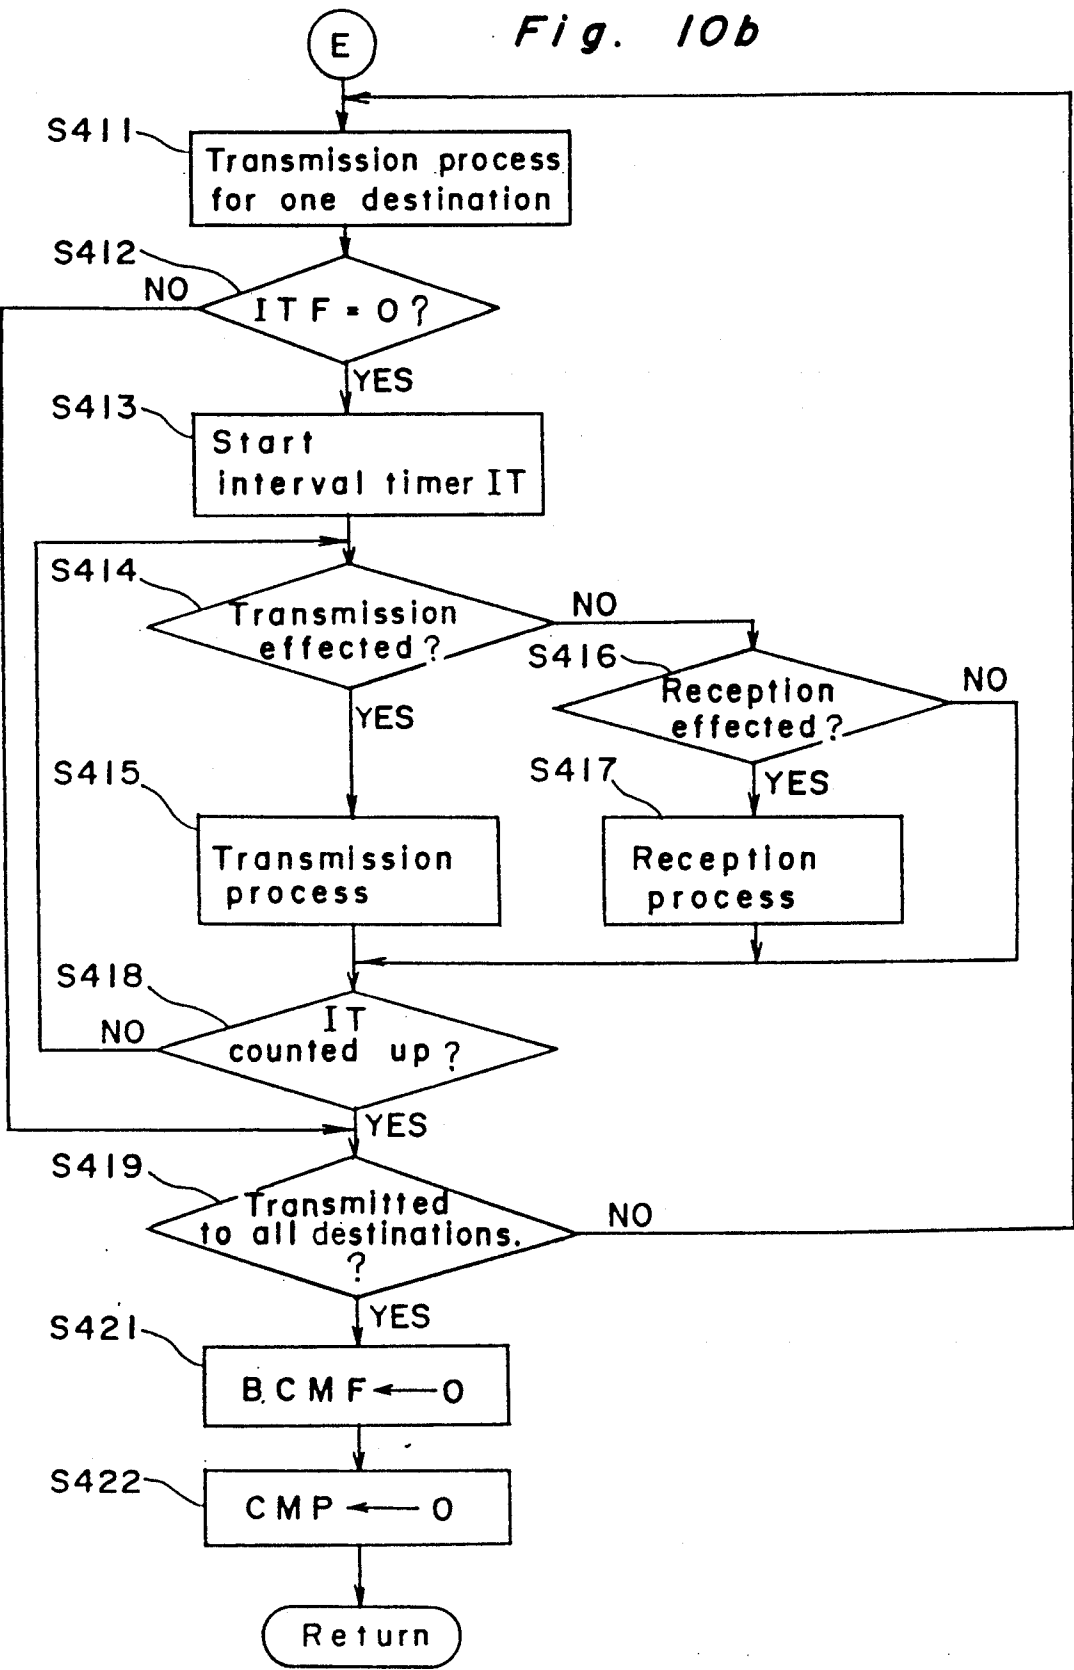 Fig. 10b
E
S411
Transmission process
for one destination
S412
NO
ITF = 0?
YES
S413
Start
interval timer IT
S414
Transmission
effected?
NO
YES
S416
Reception
effected?
NO
S415
Transmission
process
S417
YES
Reception
process
S418
NO
IT
counted up?
YES
S419
Transmitted
to all destinations.
?
NO
YES
S421
BCMF←0
S422
CMP←0
Return